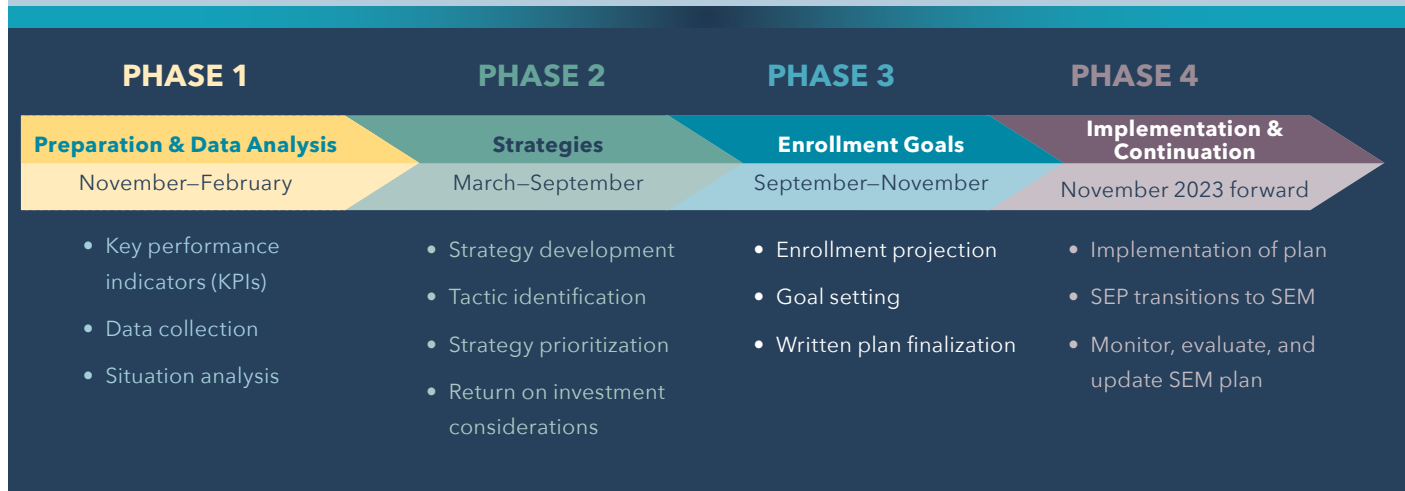 PHASE 1
Preparation & Data Analysis
November–February
• Key performance
indicators (KPIs)
• Data collection
• Situation analysis
PHASE 2
Strategies
March–September
• Strategy development
• Tactic identification
• Strategy prioritization
• Return on investment
considerations
PHASE 3
Enrollment Goals
September–November
• Enrollment projection
• Goal setting
• Written plan finalization
PHASE 4
Implementation &
Continuation
November 2023 forward
• Implementation of plan
• SEP transitions to SEM
• Monitor, evaluate, and
update SEM plan